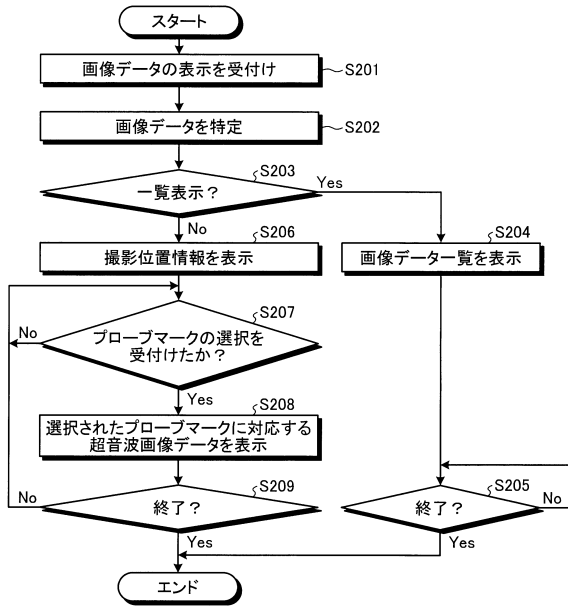 スタート
画像データの表示を受付け
S201
画像データを特定
S202
一覧表示?
S203
Yes
No
撮影位置情報を表示
S206
画像データ一覧を表示
S204
プローブマークの選択を
受付けたか?
S207
No
Yes
選択されたプローブマークに対応する
超音波画像データを表示
S208
終了?
S209
No
Yes
終了?
S205
No
Yes
エンド